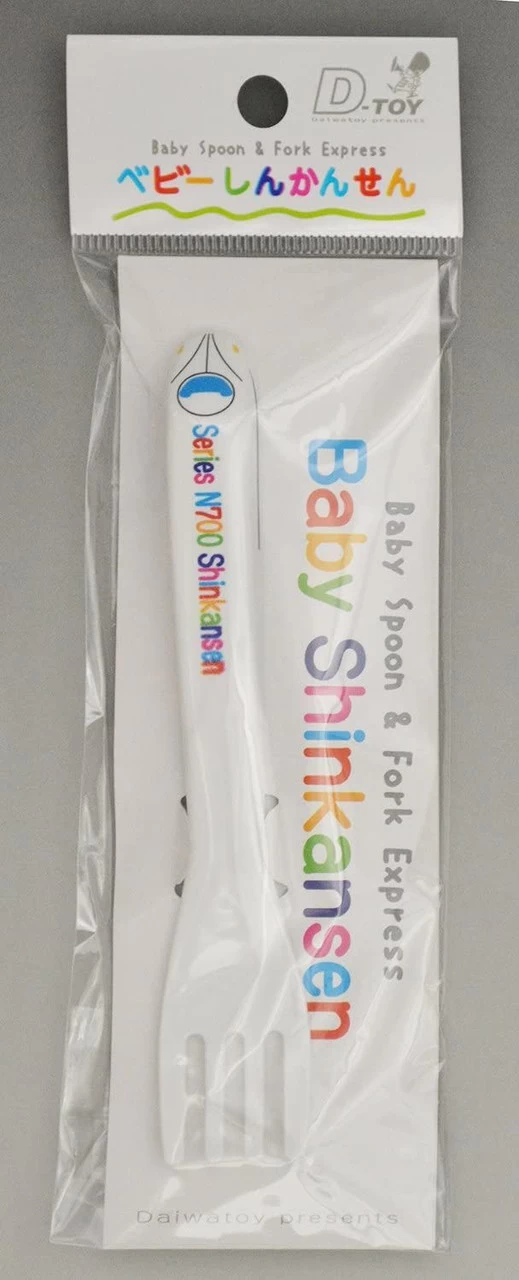 D-TOY
Daiwatoy presents
Baby Spoon & Fork Express
ベビーしんかんせん
Series N700 Shinkansen
Baby Shinkansen
Baby Spoon & Fork Express
Daiwatoy presents